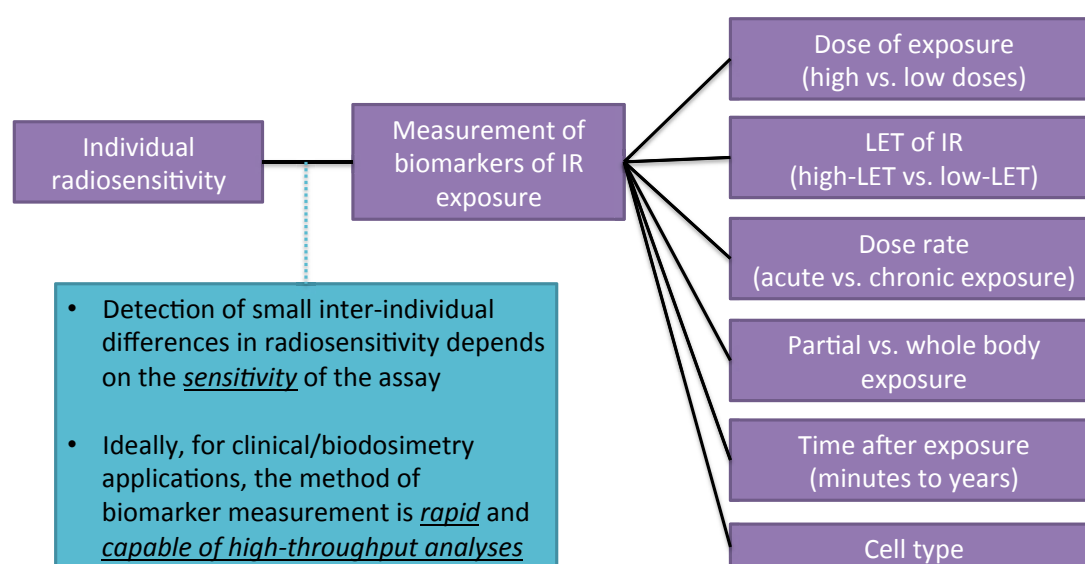 Individual
radiosensitivity
Measurement of
biomarkers of IR
exposure
Dose of exposure
(high vs. low doses)
LET of IR
(high-LET vs. low-LET)
Dose rate
(acute vs. chronic exposure)
Partial vs. whole body
exposure
Time after exposure
(minutes to years)
Cell type
• Detection of small inter-individual
differences in radiosensitivity depends
on the sensitivity of the assay
• Ideally, for clinical/biodosimetry
applications, the method of
biomarker measurement is rapid and
capable of high-throughput analyses